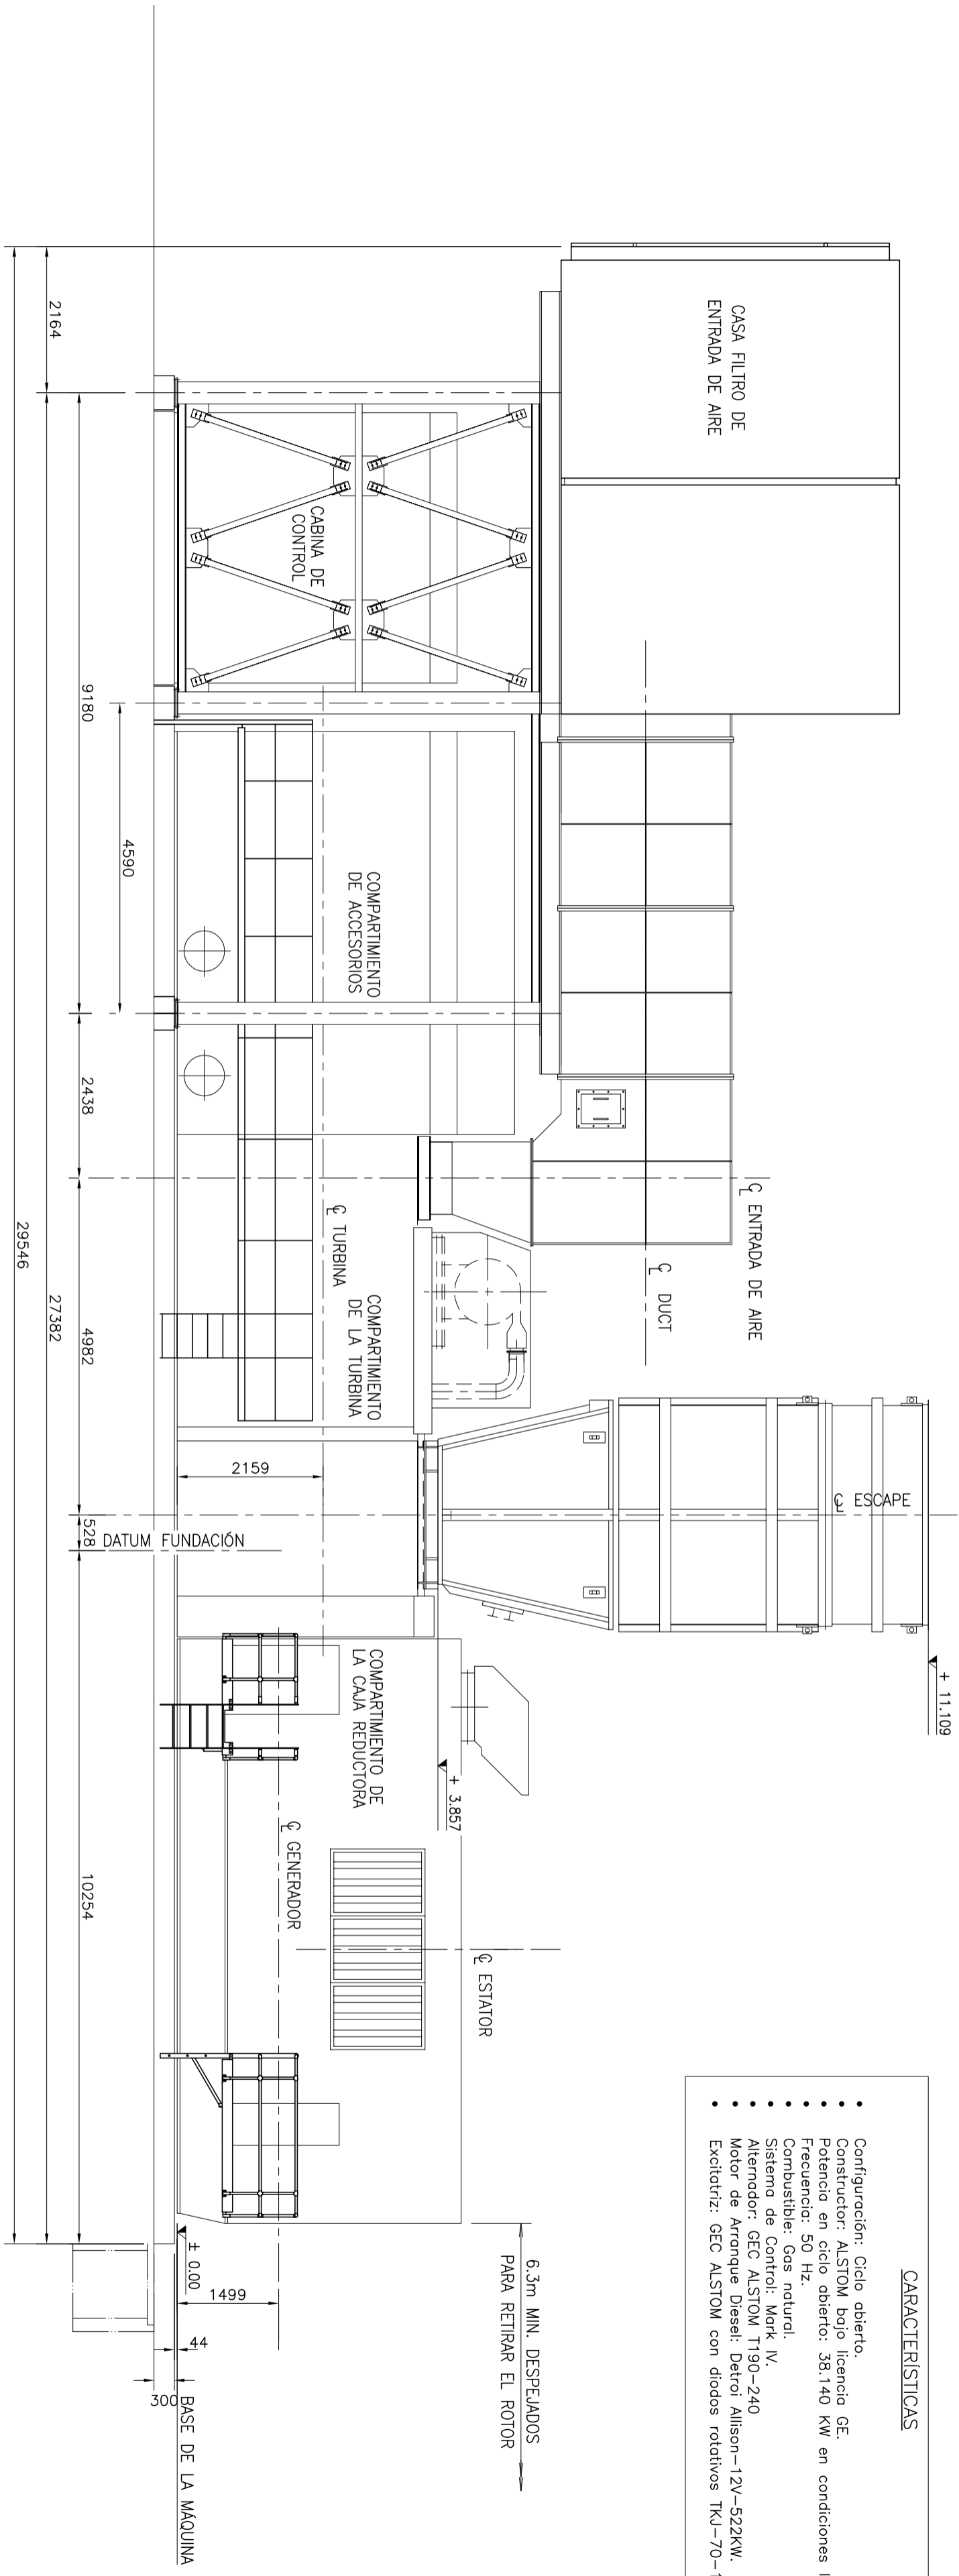 CARACTERÍSTICAS
• Configuración: Ciclo abierto.
• Constructor: ALSTOM bajo licencia GE.
• Potencia en ciclo abierto: 38.140 KW en condiciones
• Frecuencia: 50 Hz.
• Combustible: Gas natural.
• Sistema de Control: Mark IV.
• Alternador: GEC ALSTOM T190-240
• Motor de Arranque Diesel: Detroi Allison-12V-522KW.
• Excitatriz: GEC ALSTOM con diodos rotativos TKJ-70-
CASA FILTRO DE
ENTRADA DE AIRE
CABINA DE
CONTROL
COMPARTIMIENTO
DE ACCESORIOS
℄ ENTRADA DE AIRE
℄ DUCT
℄ TURBINA
COMPARTIMIENTO
DE LA TURBINA
℄ ESCAPE
+ 11.109
+ 3.857
COMPARTIMIENTO DE
LA CAJA REDUCTORA
℄ GENERADOR
℄ ESTATOR
6.3m MIN. DESPEJADOS
PARA RETIRAR EL ROTOR
± 0.00
1499
44
300
BASE DE LA MÁQUINA
2159
DATUM FUNDACIÓN
4590
2164
9180
2438
4982
528
10254
27382
29546